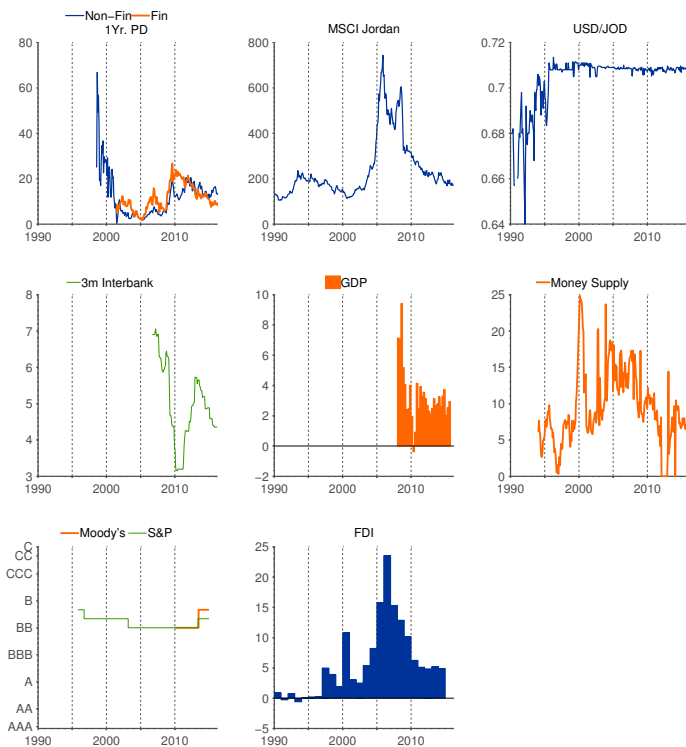 Non−Fin Fin
1Yr. PD
80
60
40
20
0
1990 2000 2010
MSCI Jordan
800
600
400
200
0
1990 2000 2010
USD/JOD
0.72
0.7
0.68
0.66
0.64
1990 2000 2010
3m Interbank
8
7
6
5
4
3
1990 2000 2010
GDP
10
8
6
4
2
0
−2
1990 2000 2010
Money Supply
25
20
15
10
5
0
1990 2000 2010
Moody's S&P
C
CC
CCC
B
BB
BBB
A
AA
AAA
1990 2000 2010
FDI
25
20
15
10
5
0
−5
1990 2000 2010